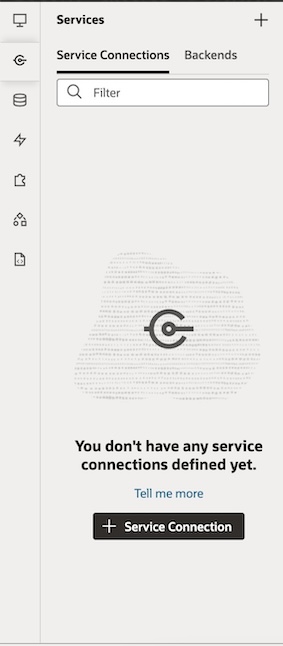 Services
Service Connections Backends
Filter
You don't have any service
connections defined yet.
Tell me more
Service Connection